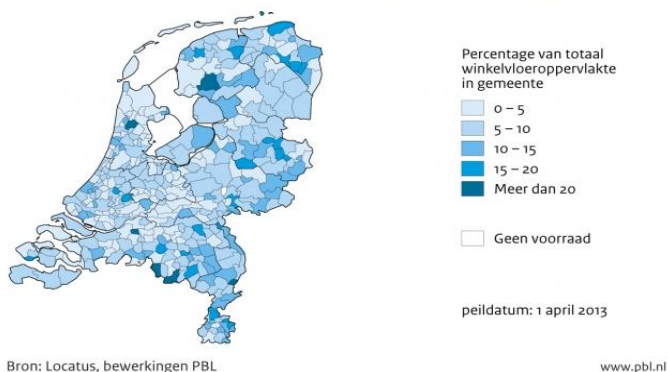 Percentage van totaal
winkelvloeroppervlakte
in gemeente
0 – 5
5 – 10
10 – 15
15 – 20
Meer dan 20
Geen voorraad
peildatum: 1 april 2013
Bron: Locatus, bewerkingen PBL
www.pbl.nl